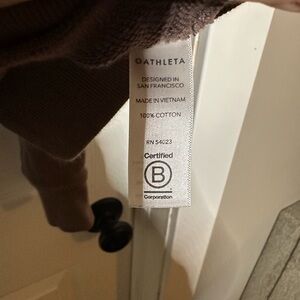 ATHLETA
DESIGNED IN
SAN FRANCISCO
MADE IN VIETNAM
100% COTTON
RN 54023
Certified
B
Corporation